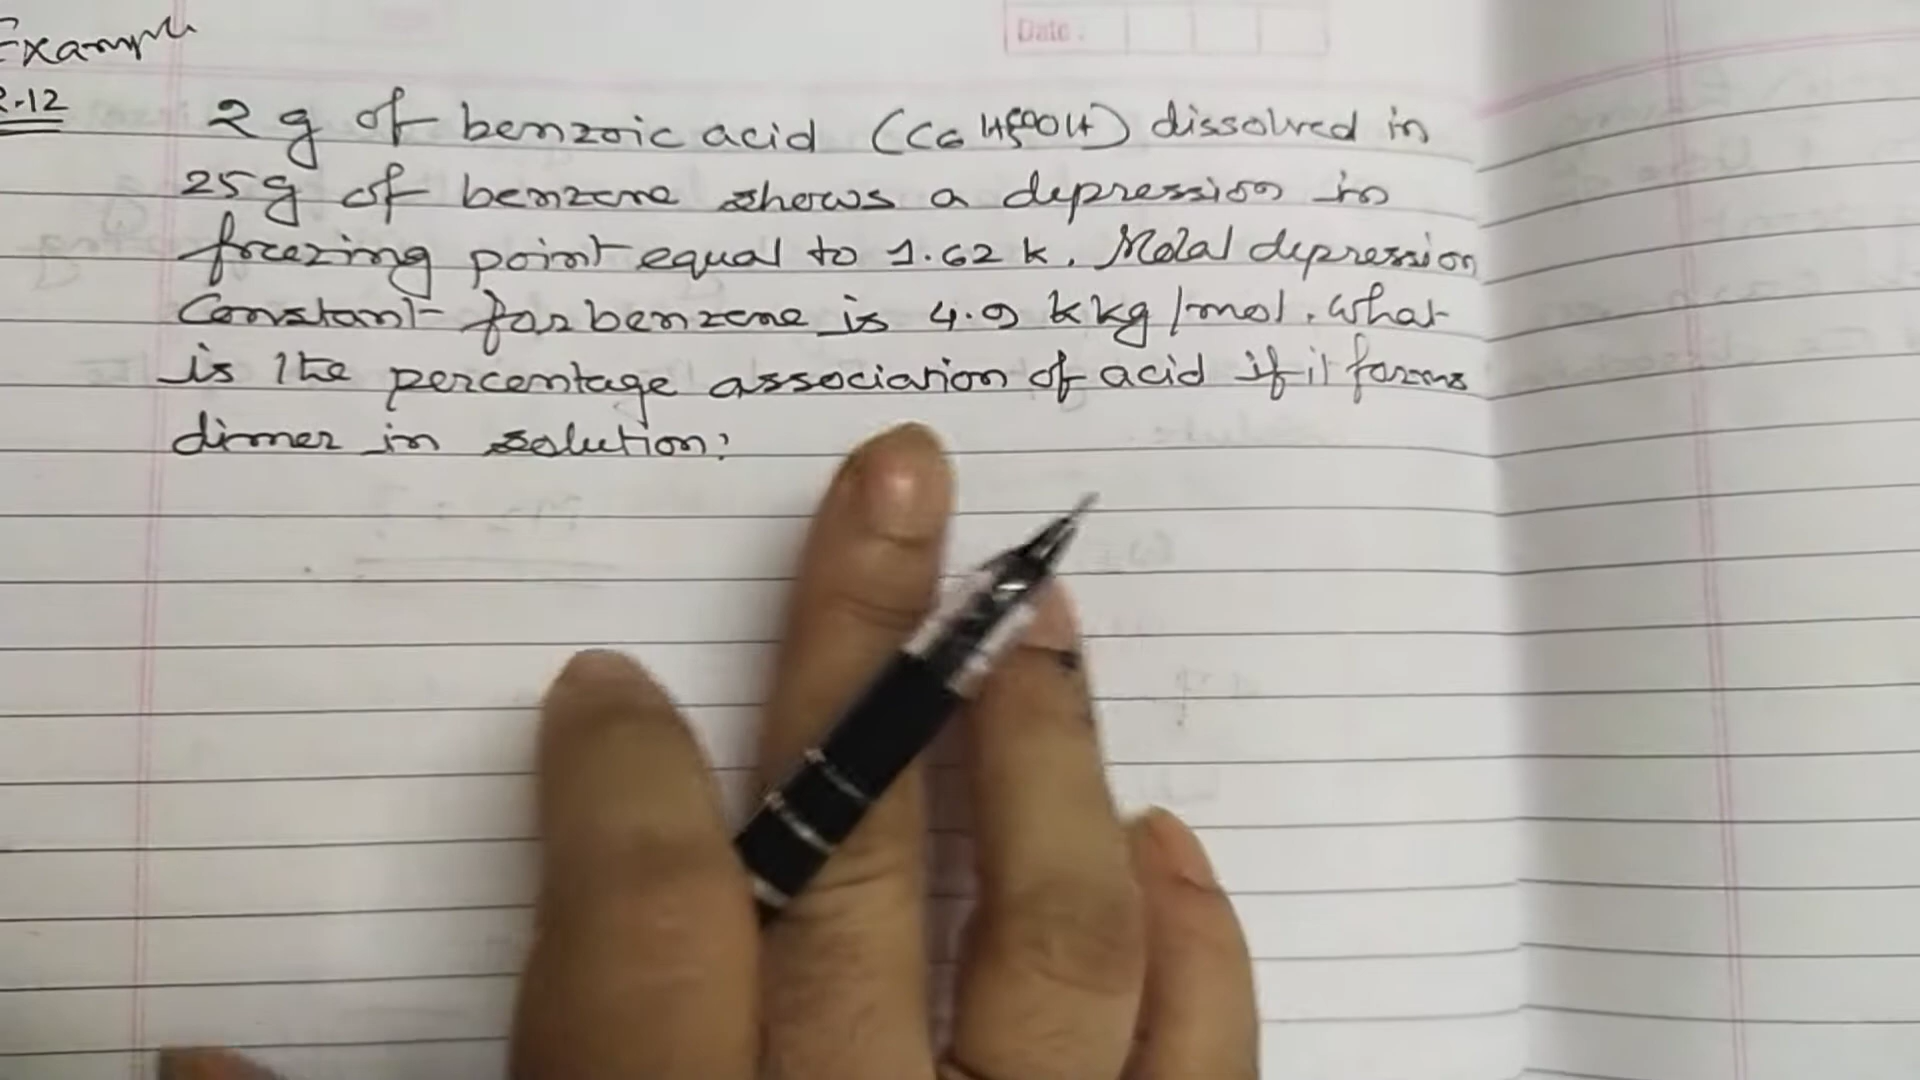 Example
Date.
2.12
2 g of benzoic acid (C6H5COOH) dissolved in
25g of benzene shows a depression in
freezing point equal to 1.62 k. Molal depression
Constant for benzene is 4.9 k kg/mol. what
is the percentage association of acid if it forms
dimer in solution?